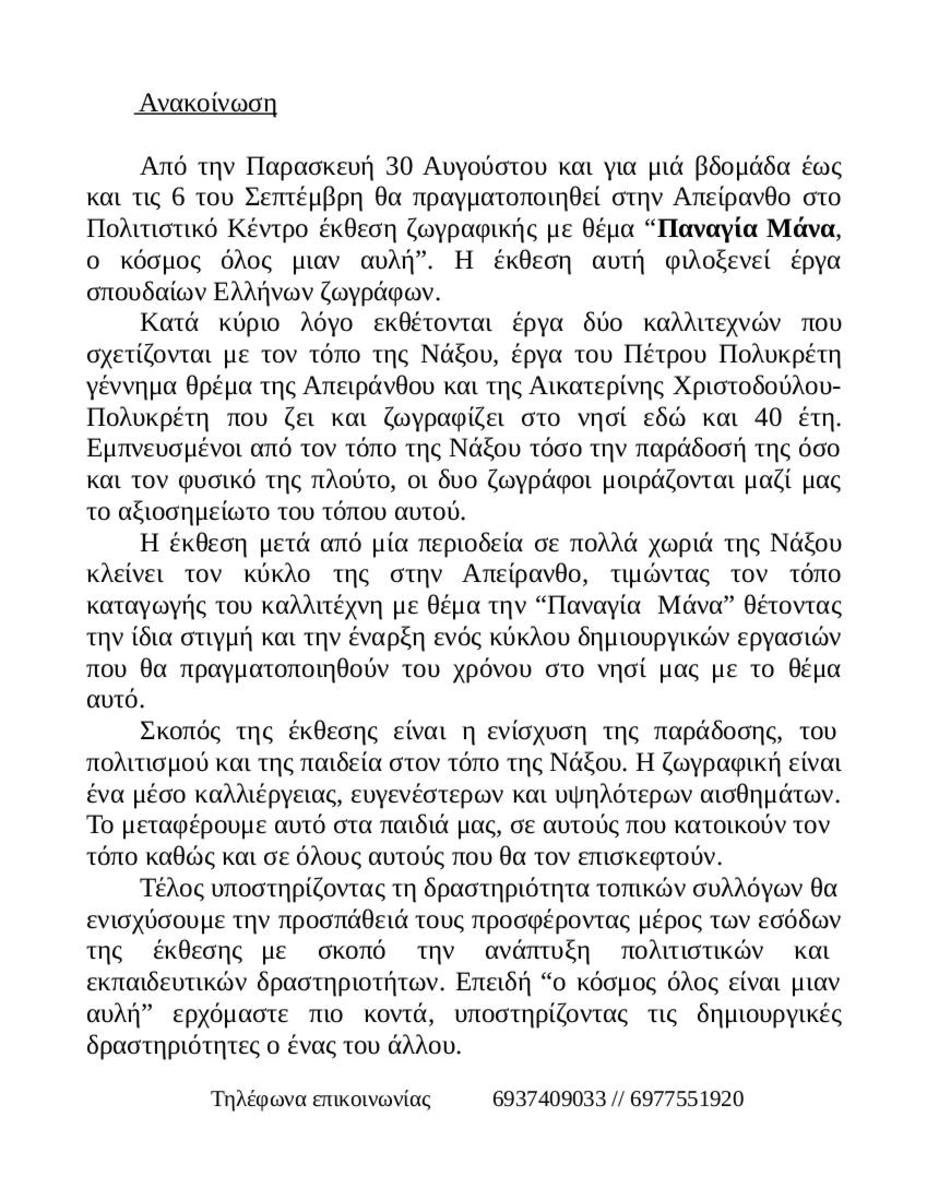 Ανακοίνωση
Από την Παρασκευή 30 Αυγούστου και για μιά βδομάδα έως
και τις 6 του Σεπτέμβρη θα πραγματοποιηθεί στην Απείρανθο στο
Πολιτιστικό Κέντρο έκθεση ζωγραφικής με θέμα “Παναγία Μάνα,
ο κόσμος όλος μιαν αυλή”. Η έκθεση αυτή φιλοξενεί έργα
σπουδαίων Ελλήνων ζωγράφων.
Κατά κύριο λόγο εκθέτονται έργα δύο καλλιτεχνών που
σχετίζονται με τον τόπο της Νάξου, έργα του Πέτρου Πολυκρέτη
γέννημα θρέμα της Απειράνθου και της Αικατερίνης Χριστοδούλου-
Πολυκρέτη που ζει και ζωγραφίζει στο νησί εδώ και 40 έτη.
Εμπνευσμένοι από τον τόπο της Νάξου τόσο την παράδοσή της όσο
και τον φυσικό της πλούτο, οι δυο ζωγράφοι μοιράζονται μαζί μας
το αξιοσημείωτο του τόπου αυτού.
Η έκθεση μετά από μία περιοδεία σε πολλά χωριά της Νάξου
κλείνει τον κύκλο της στην Απείρανθο, τιμώντας τον τόπο
καταγωγής του καλλιτέχνη με θέμα την “Παναγία Μάνα” θέτοντας
την ίδια στιγμή και την έναρξη ενός κύκλου δημιουργικών εργασιών
που θα πραγματοποιηθούν του χρόνου στο νησί μας με το θέμα
αυτό.
Σκοπός της έκθεσης είναι η ενίσχυση της παράδοσης, του
πολιτισμού και της παιδεία στον τόπο της Νάξου. Η ζωγραφική είναι
ένα μέσο καλλιέργειας, ευγενέστερων και υψηλότερων αισθημάτων.
Το μεταφέρουμε αυτό στα παιδιά μας, σε αυτούς που κατοικούν τον
τόπο καθώς και σε όλους αυτούς που θα τον επισκεφτούν.
Τέλος υποστηρίζοντας τη δραστηριότητα τοπικών συλλόγων θα
ενισχύσουμε την προσπάθειά τους προσφέροντας μέρος των εσόδων
της έκθεσης με σκοπό την ανάπτυξη πολιτιστικών και
εκπαιδευτικών δραστηριοτήτων. Επειδή “ο κόσμος όλος είναι μιαν
αυλή” ερχόμαστε πιο κοντά, υποστηρίζοντας τις δημιουργικές
δραστηριότητες ο ένας του άλλου.
Τηλέφωνα επικοινωνίας 6937409033 // 6977551920